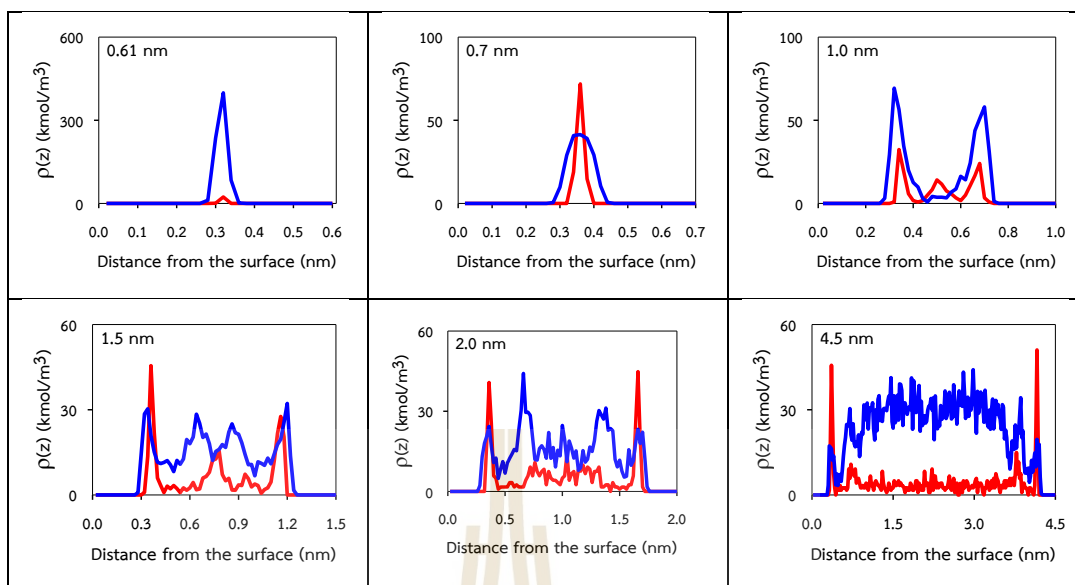 0.61 nm
ρ(z) (kmol/m³)
600
300
0
0.0 0.1 0.2 0.3 0.4 0.5 0.6
Distance from the surface (nm)
0.7 nm
ρ(z) (kmol/m³)
100
50
0
0.0 0.1 0.2 0.3 0.4 0.5 0.6 0.7
Distance from the surface (nm)
1.0 nm
ρ(z) (kmol/m³)
100
50
0
0.0 0.2 0.4 0.6 0.8 1.0
Distance from the surface (nm)
1.5 nm
ρ(z) (kmol/m³)
60
30
0
0.0 0.3 0.6 0.9 1.2 1.5
Distance from the surface (nm)
2.0 nm
ρ(z) (kmol/m³)
60
30
0
0.0 0.5 1.0 1.5 2.0
Distance from the surface (nm)
4.5 nm
ρ(z) (kmol/m³)
60
30
0
0.0 1.5 3.0 4.5
Distance from the surface (nm)